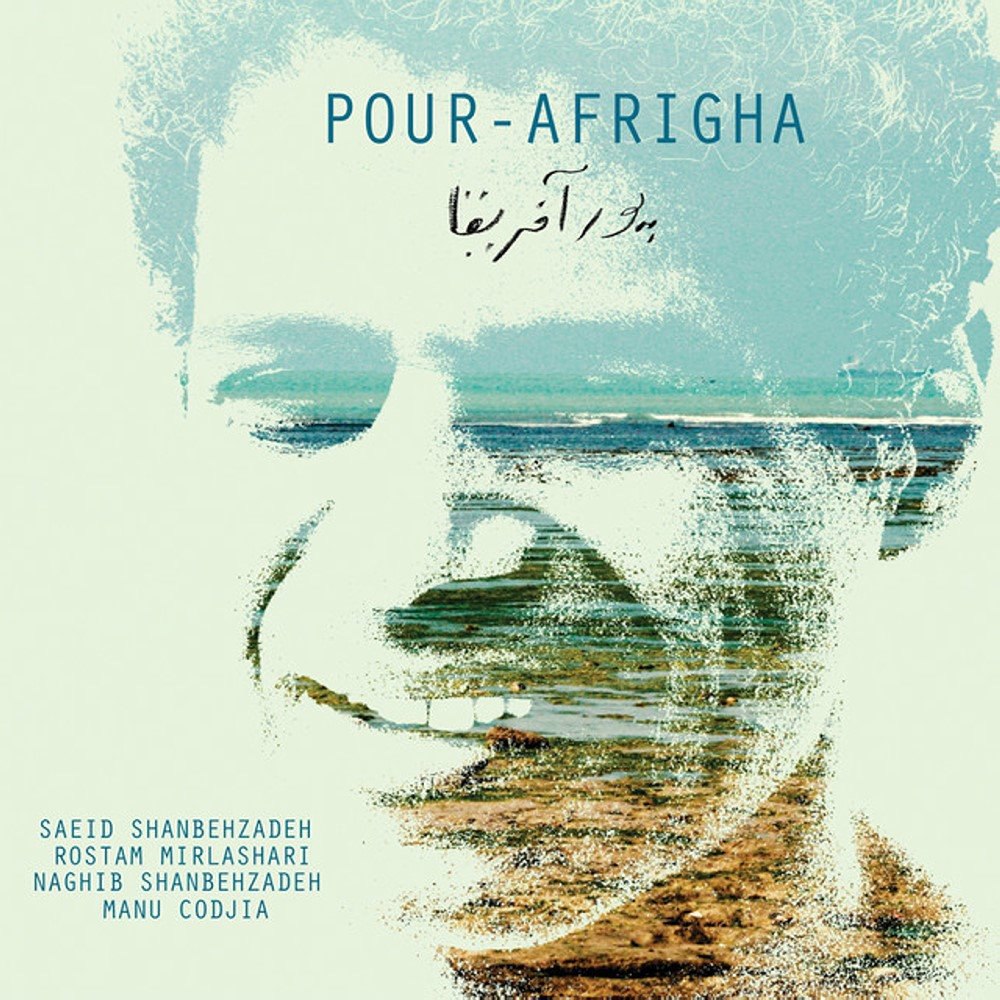 POUR-AFRIGHA
پور آفریقا
SAEID SHANBEHZADEH
ROSTAM MIRLASHARI
NAGHIB SHANBEHZADEH
MANU CODJIA